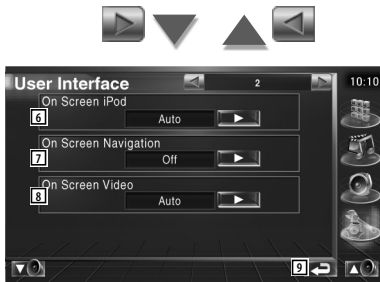 User Interface 2 10:10
On Screen iPod
6 Auto
On Screen Navigation
7 Off
On Screen Video
8 Auto
9